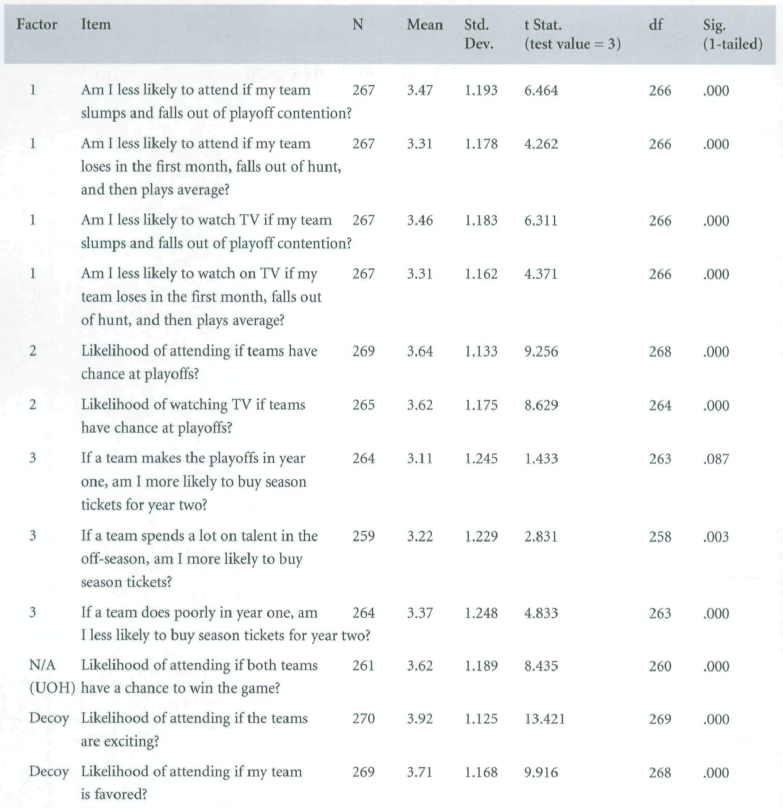 Factor Item N Mean Std. Dev. t Stat. (test value = 3) df Sig. (1-tailed)
1 Am I less likely to attend if my team 267 3.47 1.193 6.464 266 .000
slumps and falls out of playoff contention?
1 Am I less likely to attend if my team 267 3.31 1.178 4.262 266 .000
loses in the first month, falls out of hunt,
and then plays average?
1 Am I less likely to watch TV if my team 267 3.46 1.183 6.311 266 .000
slumps and falls out of playoff contention?
1 Am I less likely to watch on TV if my 267 3.31 1.162 4.371 266 .000
team loses in the first month, falls out
of hunt, and then plays average?
2 Likelihood of attending if teams have 269 3.64 1.133 9.256 268 .000
chance at playoffs?
2 Likelihood of watching TV if teams 265 3.62 1.175 8.629 264 .000
have chance at playoffs?
3 If a team makes the playoffs in year 264 3.11 1.245 1.433 263 .087
one, am I more likely to buy season
tickets for year two?
3 If a team spends a lot on talent in the 259 3.22 1.229 2.831 258 .003
off-season, am I more likely to buy
season tickets?
3 If a team does poorly in year one, am 264 3.37 1.248 4.833 263 .000
I less likely to buy season tickets for year two?
N/A Likelihood of attending if both teams 261 3.62 1.189 8.435 260 .000
(UOH) have a chance to win the game?
Decoy Likelihood of attending if the teams 270 3.92 1.125 13.421 269 .000
are exciting?
Decoy Likelihood of attending if my team 269 3.71 1.168 9.916 268 .000
is favored?